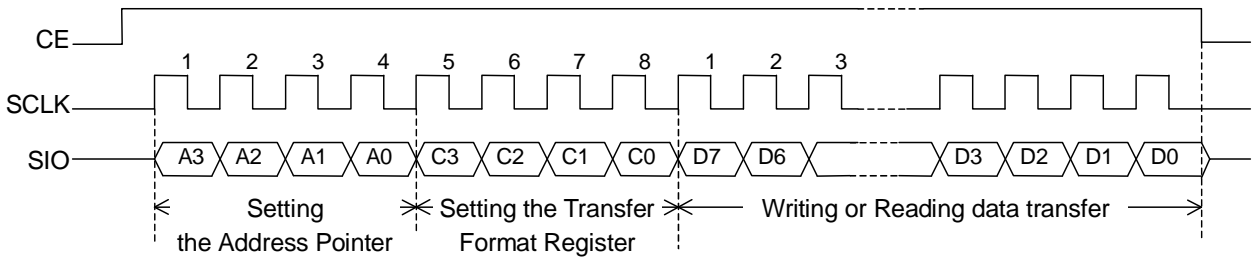 CE
1 2 3 4 5 6 7 8 1 2 3
SCLK
SIO A3 A2 A1 A0 C3 C2 C1 C0 D7 D6 D3 D2 D1 D0
Setting Setting the Transfer Writing or Reading data transfer
the Address Pointer Format Register